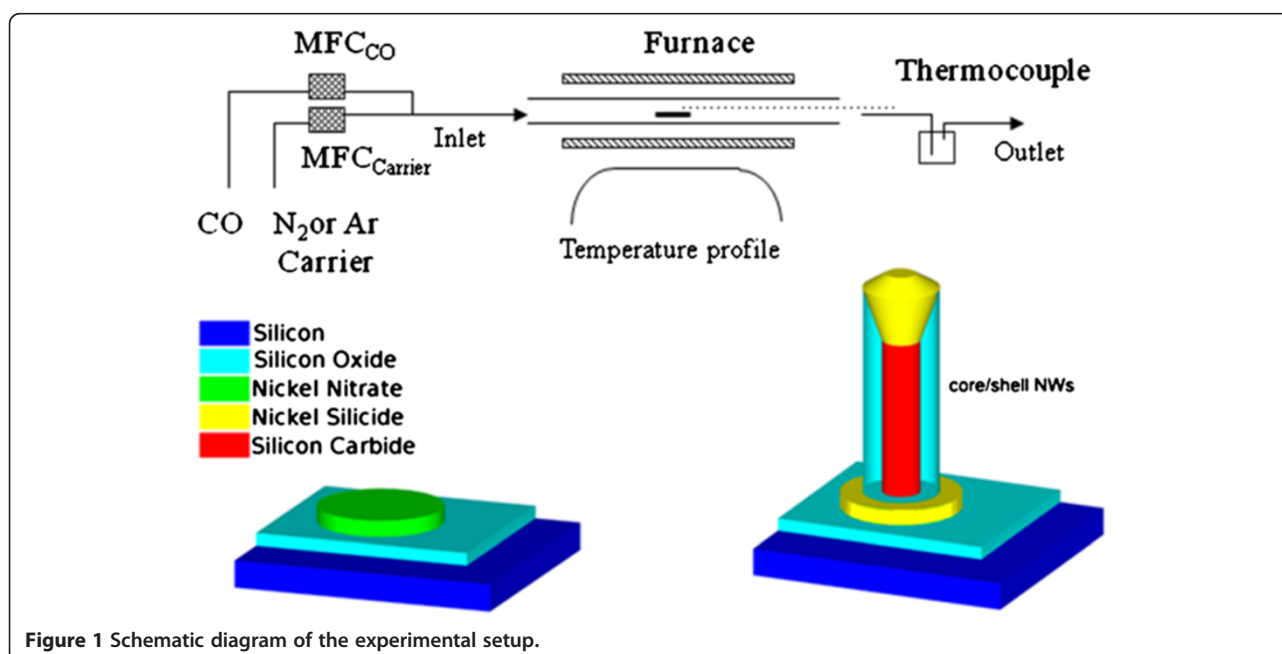 MFC_CO
Furnace
Thermocouple
Inlet
MFC_Carrier
Outlet
CO
N₂or Ar
Carrier
Temperature profile
Silicon
Silicon Oxide
Nickel Nitrate
Nickel Silicide
Silicon Carbide
core/shell NWs
Figure 1 Schematic diagram of the experimental setup.